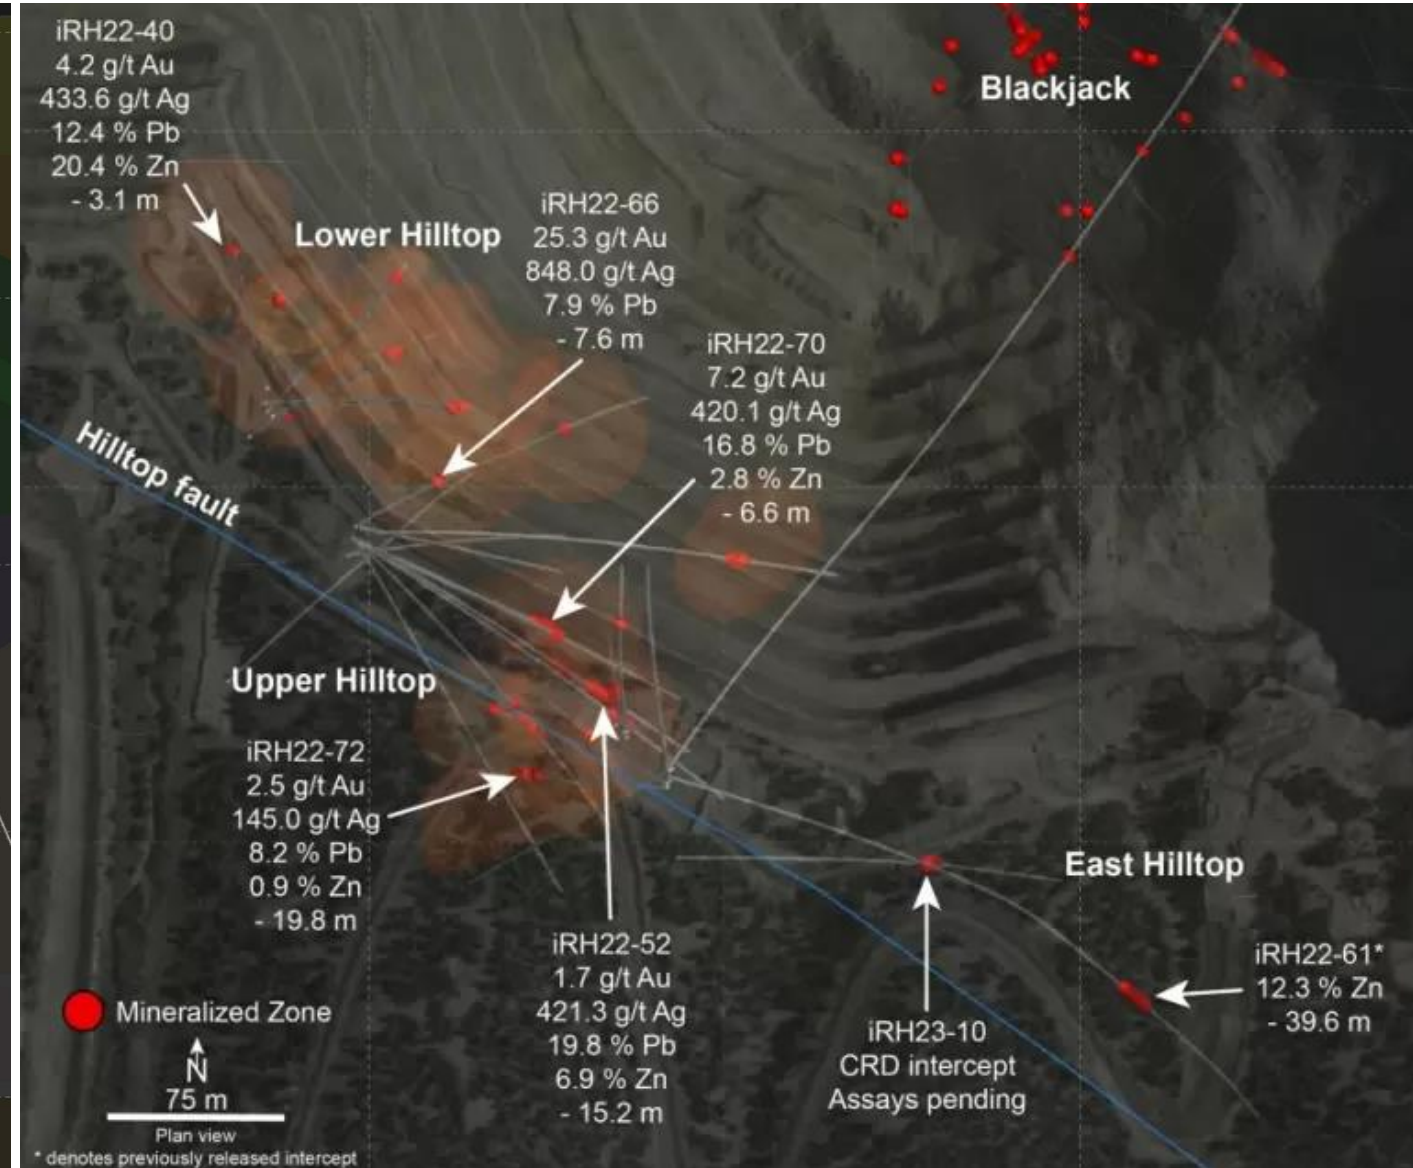 iRH22-40
4.2 g/t Au
433.6 g/t Ag
12.4 % Pb
20.4 % Zn
- 3.1 m
Blackjack
Lower Hilltop
iRH22-66
25.3 g/t Au
848.0 g/t Ag
7.9 % Pb
- 7.6 m
iRH22-70
7.2 g/t Au
420.1 g/t Ag
16.8 % Pb
2.8 % Zn
- 6.6 m
Hilltop fault
Upper Hilltop
iRH22-72
2.5 g/t Au
145.0 g/t Ag
8.2 % Pb
0.9 % Zn
- 19.8 m
iRH22-52
1.7 g/t Au
421.3 g/t Ag
19.8 % Pb
6.9 % Zn
- 15.2 m
East Hilltop
iRH23-10
CRD intercept
Assays pending
iRH22-61*
12.3 % Zn
- 39.6 m
Mineralized Zone
N
75 m
Plan view
* denotes previously released intercept